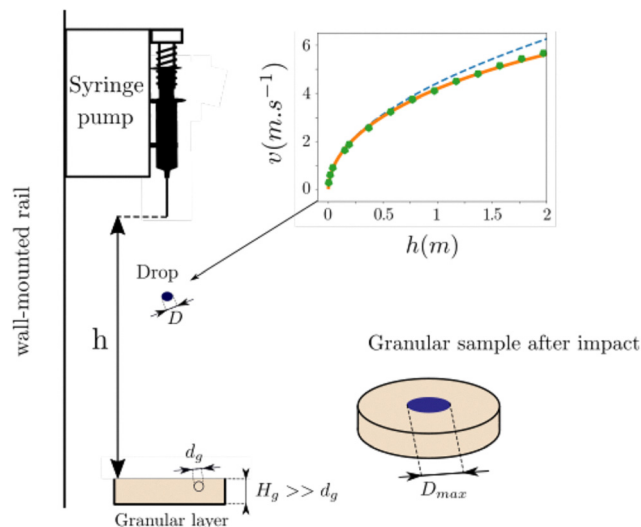 Syringe
pump
wall-mounted rail
h
Drop
D
v(m.s⁻¹)
6
4
2
0
0 0.5 1 1.5 2
h(m)
Granular sample after impact
D_max
d_g
H_g >> d_g
Granular layer